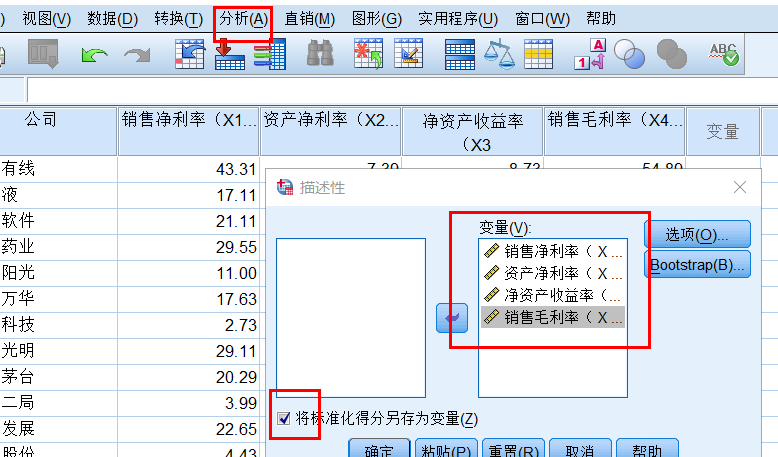 ) 视图(V) 数据(D) 转换(T) 分析(A) 直销(M) 图形(G) 实用程序(U) 窗口(W) 帮助
A
1
ABC
公司 销售净利率（X1... 资产净利率（X2... 净资产收益率（X3 销售毛利率（X4... 变量
有线 43.31 7.39 8.73 54.89
液 17.11
软件 21.11
药业 29.55
阳光 11.00
万华 17.63
科技 2.73
光明 29.11
茅台 20.29
二局 3.99
发展 22.65
股份 4.43
描述性
变量(V):
销售净利率（ X ...
资产净利率（ X ...
净资产收益率（...
销售毛利率（ X ...
选项(O)...
Bootstrap(B)...
将标准化得分另存为变量(Z)
确定 粘贴(P) 重置(R) 取消 帮助